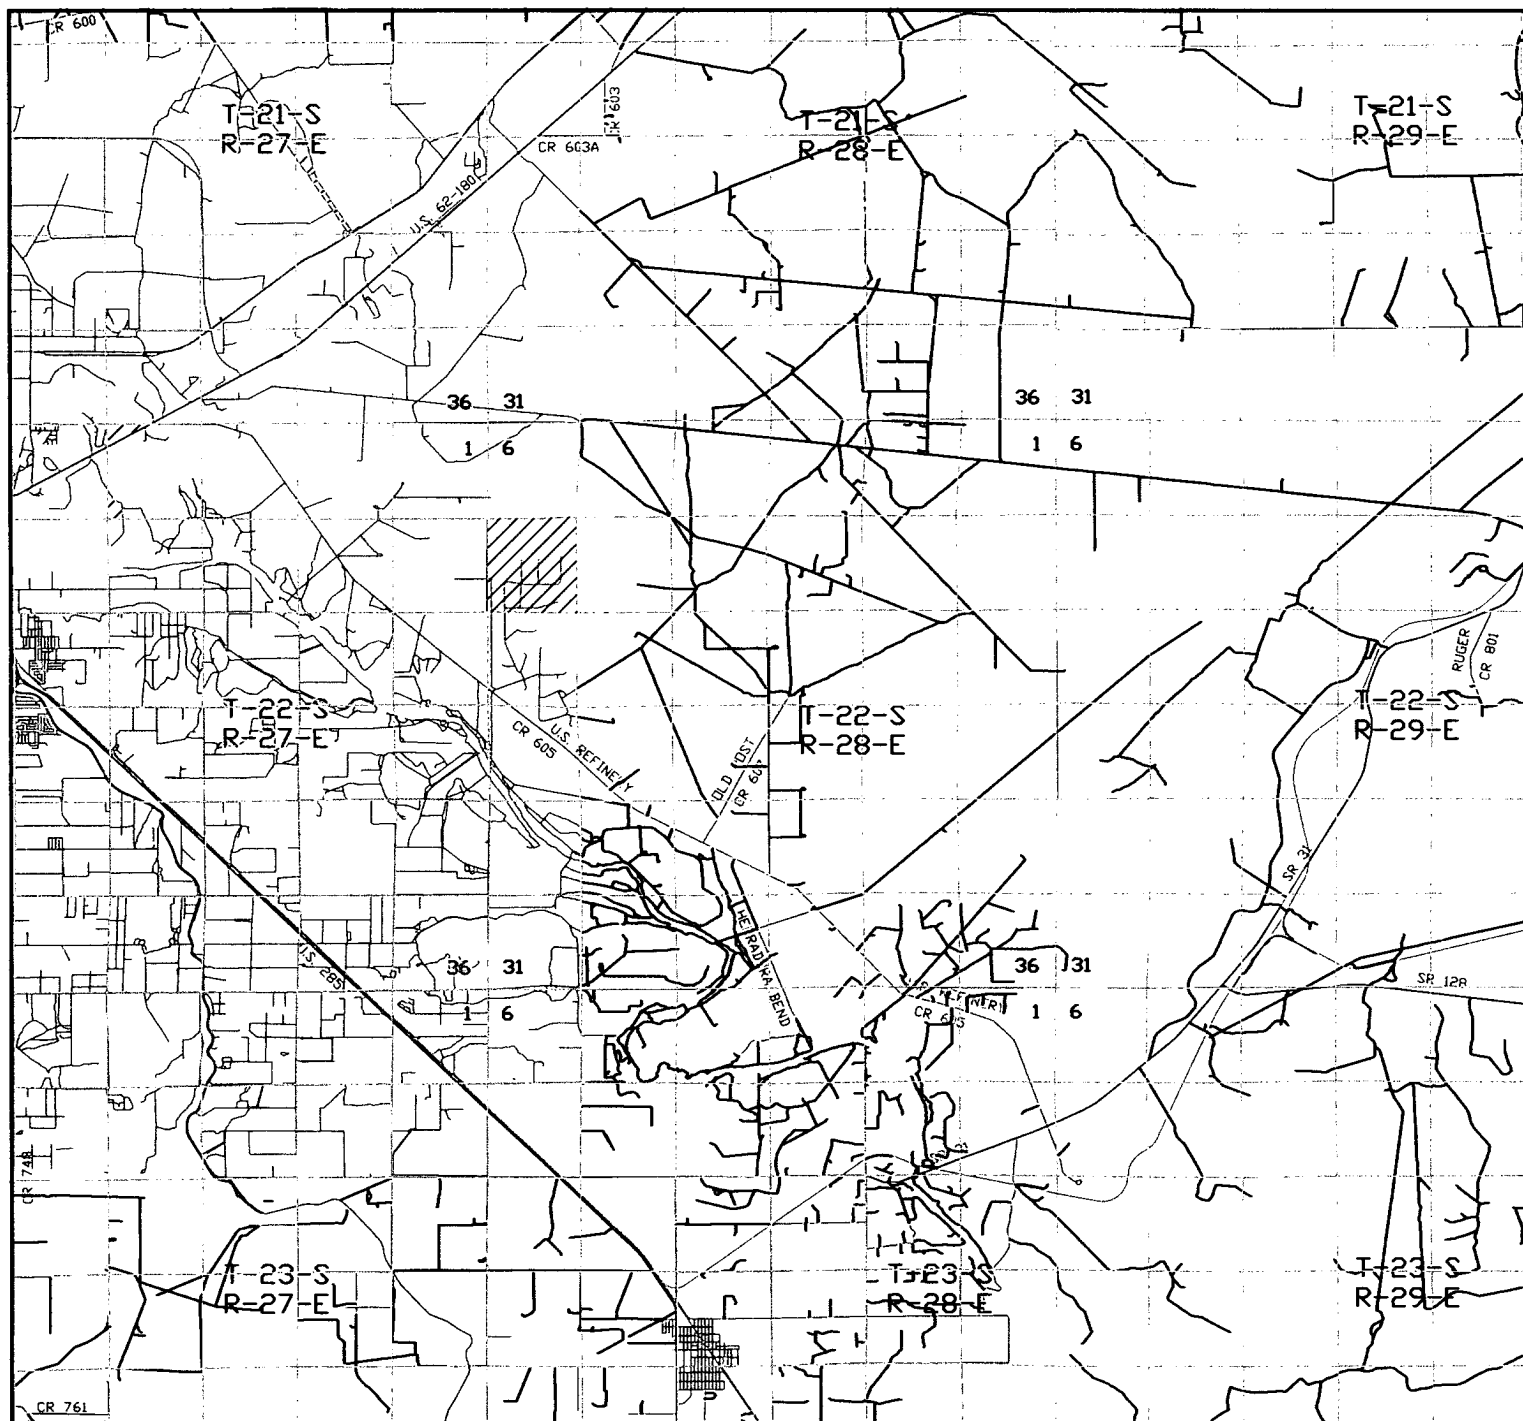 CR 600
T-21-S
R-27-E
CR 603
CR 603A
U.S. 62-180
T-21-S
R-28-E
T-21-S
R-29-E
36 31
1 6
36 31
1 6
T-22-S
R-27-E
CR 605
U.S. REFINERY
OLD
CR
T-22-S
R-28-E
RUGER
CR 801
T-22-S
R-29-E
SR 31
U.S. 285
36 31
1 6
BEND
REFINERY
CR 605
36 31
1 6
SR 128
CR 748
T-23-S
R-27-E
T-23-S
R-28-E
T-23-S
R-29-E
CR 761